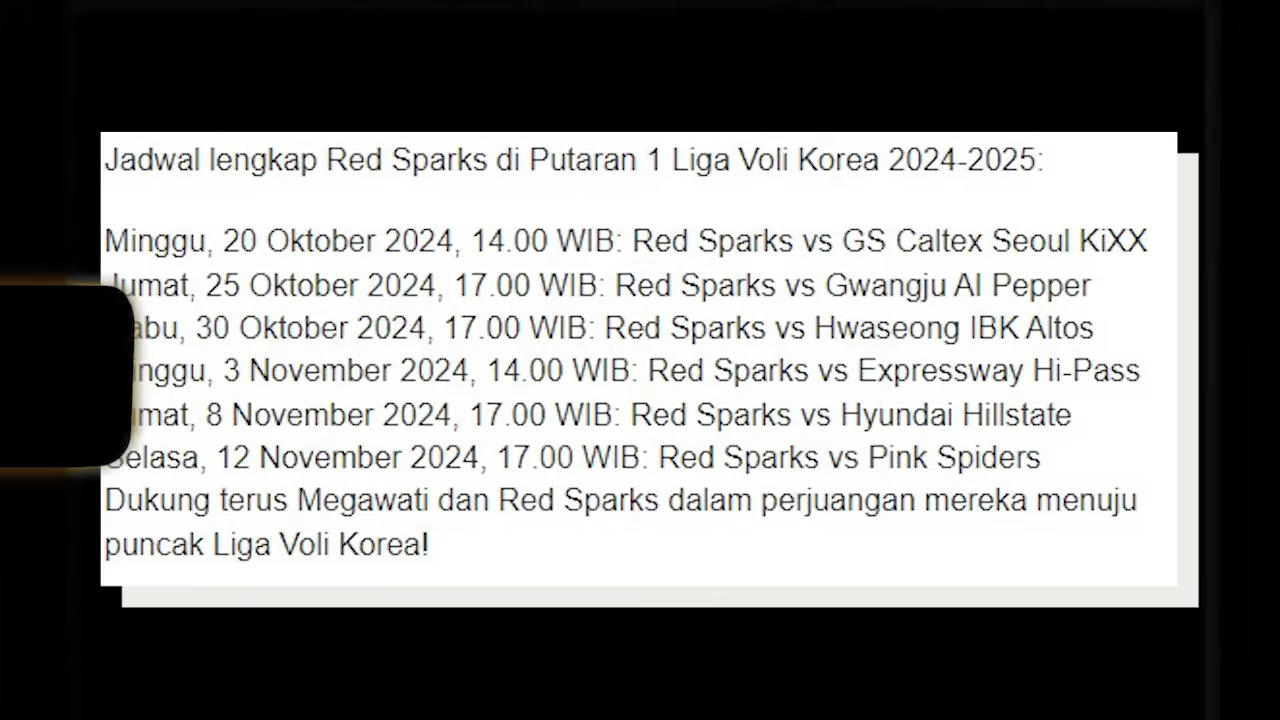 Jadwal lengkap Red Sparks di Putaran 1 Liga Voli Korea 2024-2025:
Minggu, 20 Oktober 2024, 14.00 WIB: Red Sparks vs GS Caltex Seoul KiXX
Jumat, 25 Oktober 2024, 17.00 WIB: Red Sparks vs Gwangju AI Pepper
Rabu, 30 Oktober 2024, 17.00 WIB: Red Sparks vs Hwaseong IBK Altos
Minggu, 3 November 2024, 14.00 WIB: Red Sparks vs Expressway Hi-Pass
Jumat, 8 November 2024, 17.00 WIB: Red Sparks vs Hyundai Hillstate
Selasa, 12 November 2024, 17.00 WIB: Red Sparks vs Pink Spiders
Dukung terus Megawati dan Red Sparks dalam perjuangan mereka menuju
puncak Liga Voli Korea!